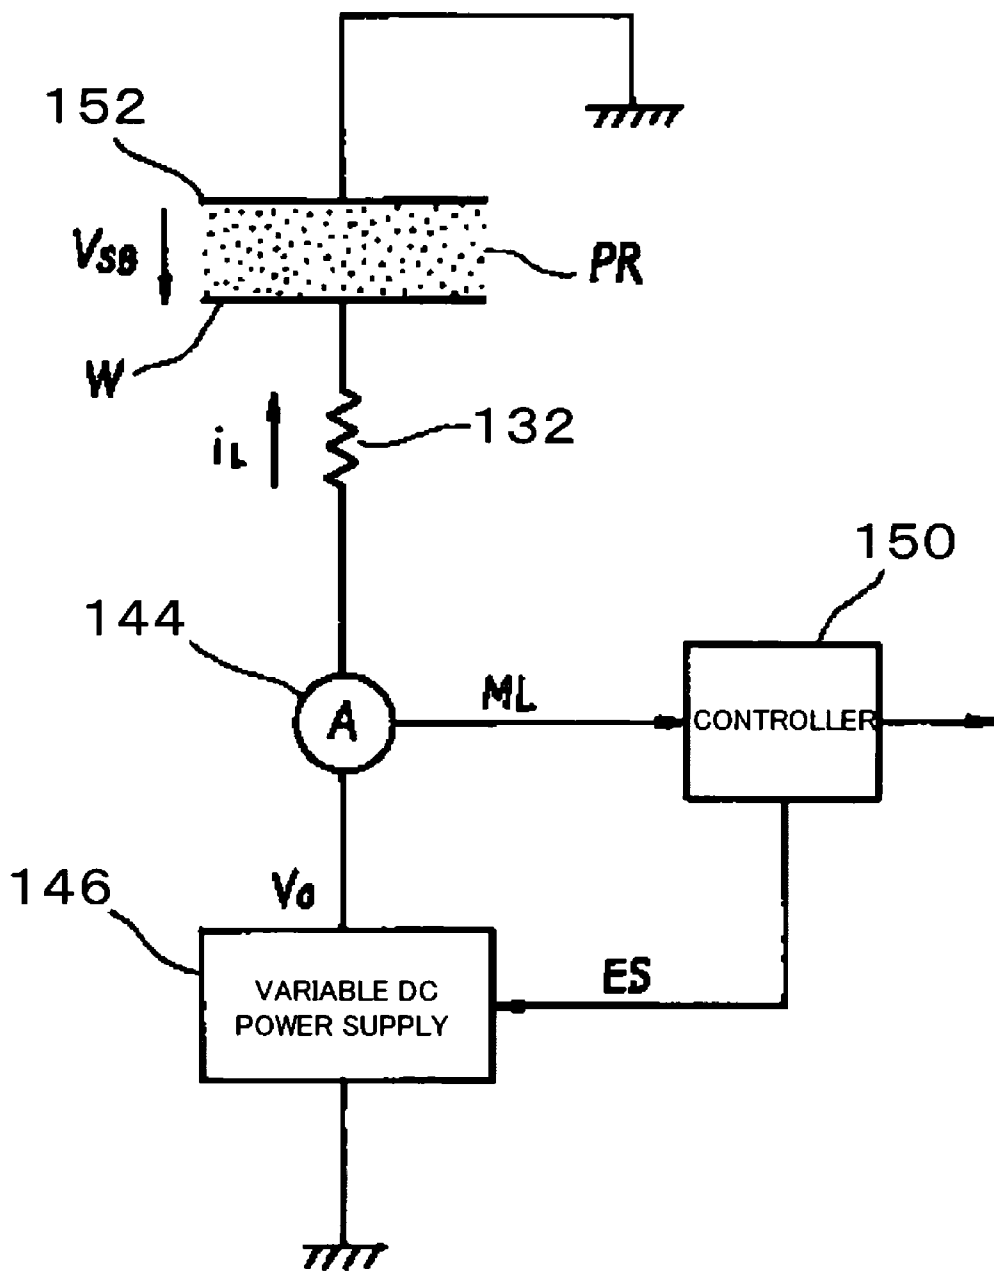 152
VSB
PR
W
iL
132
150
144
A
ML
CONTROLLER
146
V0
VARIABLE DC
POWER SUPPLY
ES